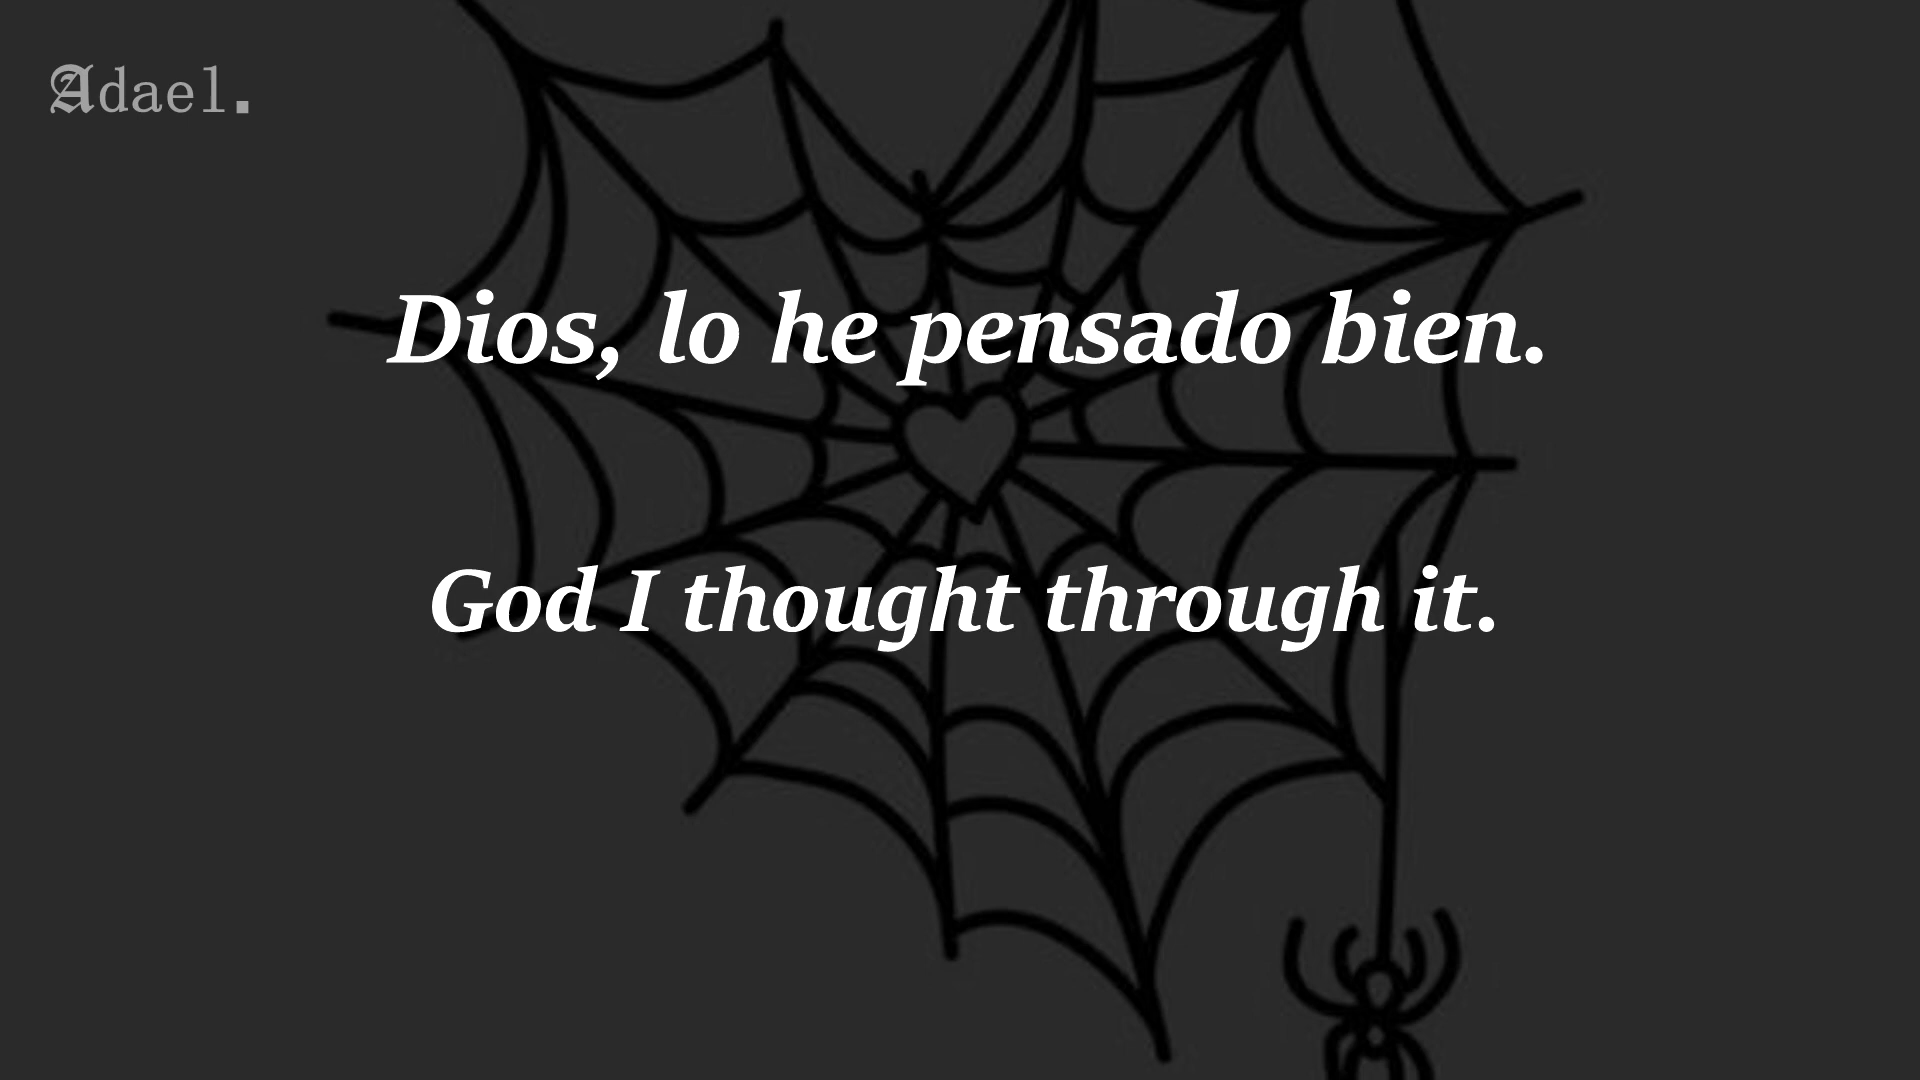 Adael.
Dios, lo he pensado bien.
God I thought through it.